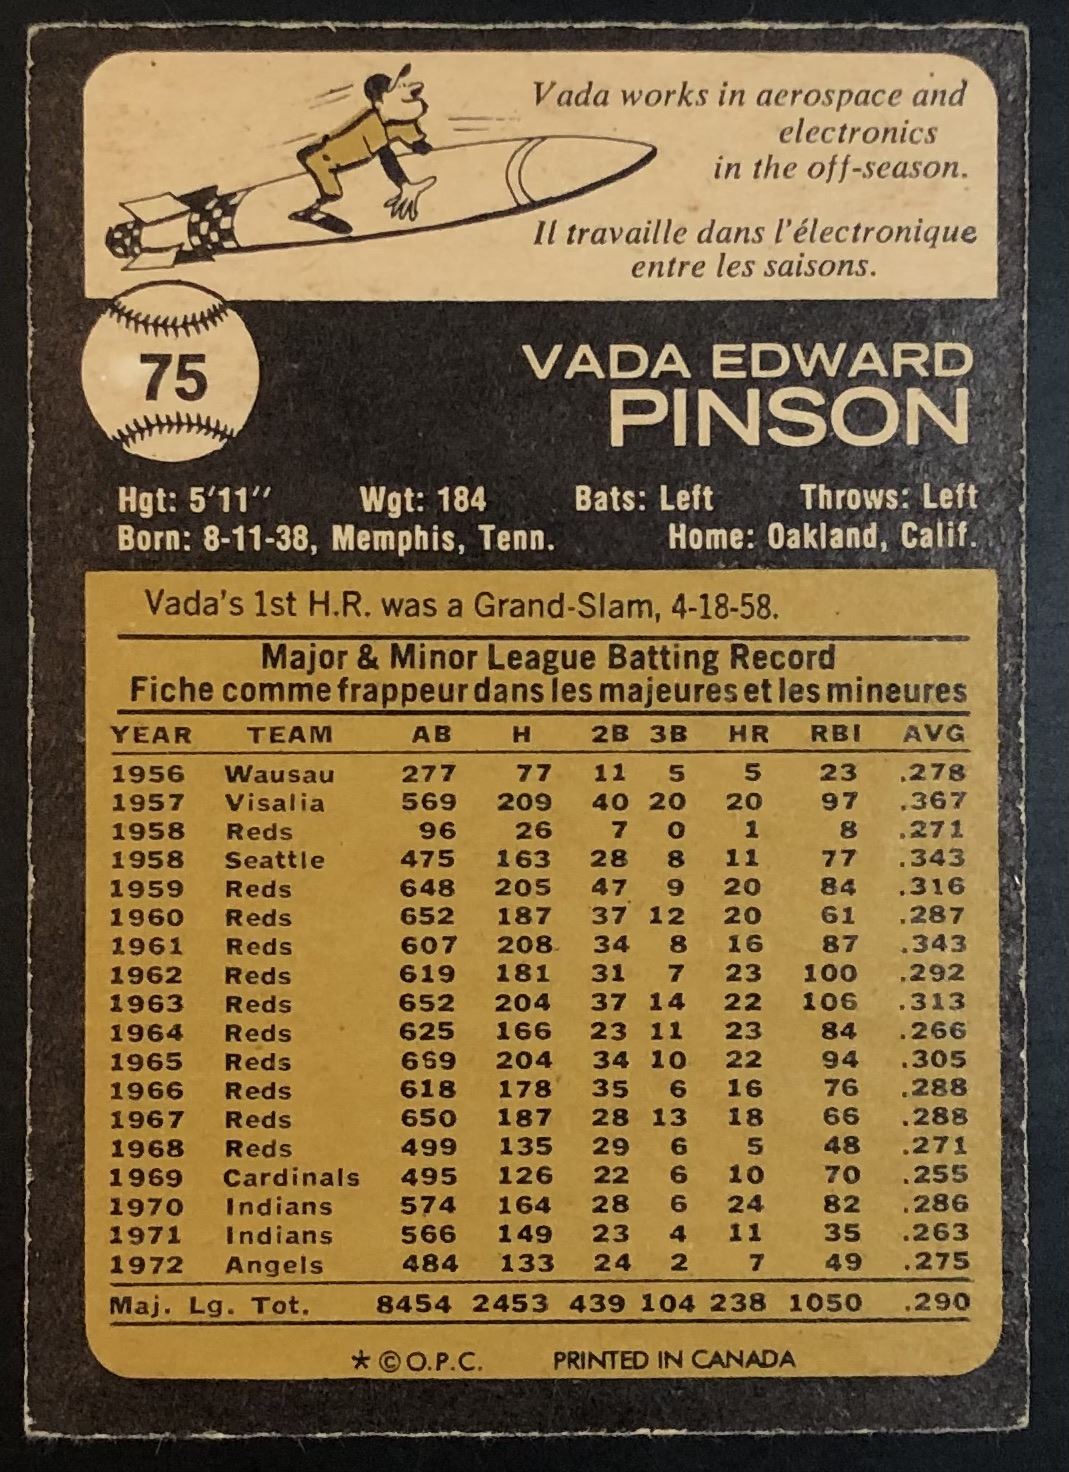 Vada works in aerospace and
electronics
in the off-season.
Il travaille dans l'électronique
entre les saisons.
75
VADA EDWARD
PINSON
Hgt: 5'11" Wgt: 184 Bats: Left Throws: Left
Born: 8-11-38, Memphis, Tenn. Home: Oakland, Calif.
Vada's 1st H.R. was a Grand-Slam, 4-18-58.
Major & Minor League Batting Record
Fiche comme frappeur dans les majeures et les mineures
YEAR TEAM AB H 2B 3B HR RBI AVG
1956 Wausau 277 77 11 5 5 23 .278
1957 Visalia 569 209 40 20 20 97 .367
1958 Reds 96 26 7 0 1 8 .271
1958 Seattle 475 163 28 8 11 77 .343
1959 Reds 648 205 47 9 20 84 .316
1960 Reds 652 187 37 12 20 61 .287
1961 Reds 607 208 34 8 16 87 .343
1962 Reds 619 181 31 7 23 100 .292
1963 Reds 652 204 37 14 22 106 .313
1964 Reds 625 166 23 11 23 84 .266
1965 Reds 669 204 34 10 22 94 .305
1966 Reds 618 178 35 6 16 76 .288
1967 Reds 650 187 28 13 18 66 .288
1968 Reds 499 135 29 6 5 48 .271
1969 Cardinals 495 126 22 6 10 70 .255
1970 Indians 574 164 28 6 24 82 .286
1971 Indians 566 149 23 4 11 35 .263
1972 Angels 484 133 24 2 7 49 .275
Maj. Lg. Tot. 8454 2453 439 104 238 1050 .290
* © O.P.C. PRINTED IN CANADA